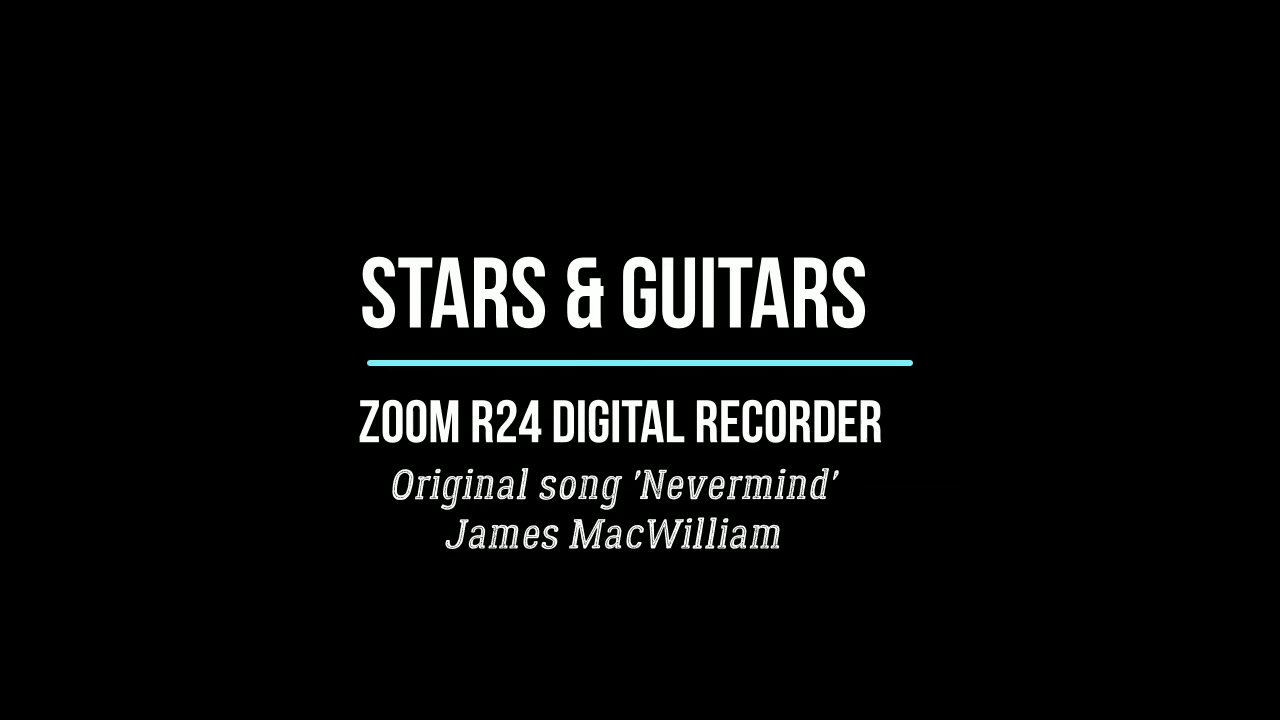 STARS & GUITARS
ZOOM R24 DIGITAL RECORDER
Original song 'Nevermind'
James MacWilliam